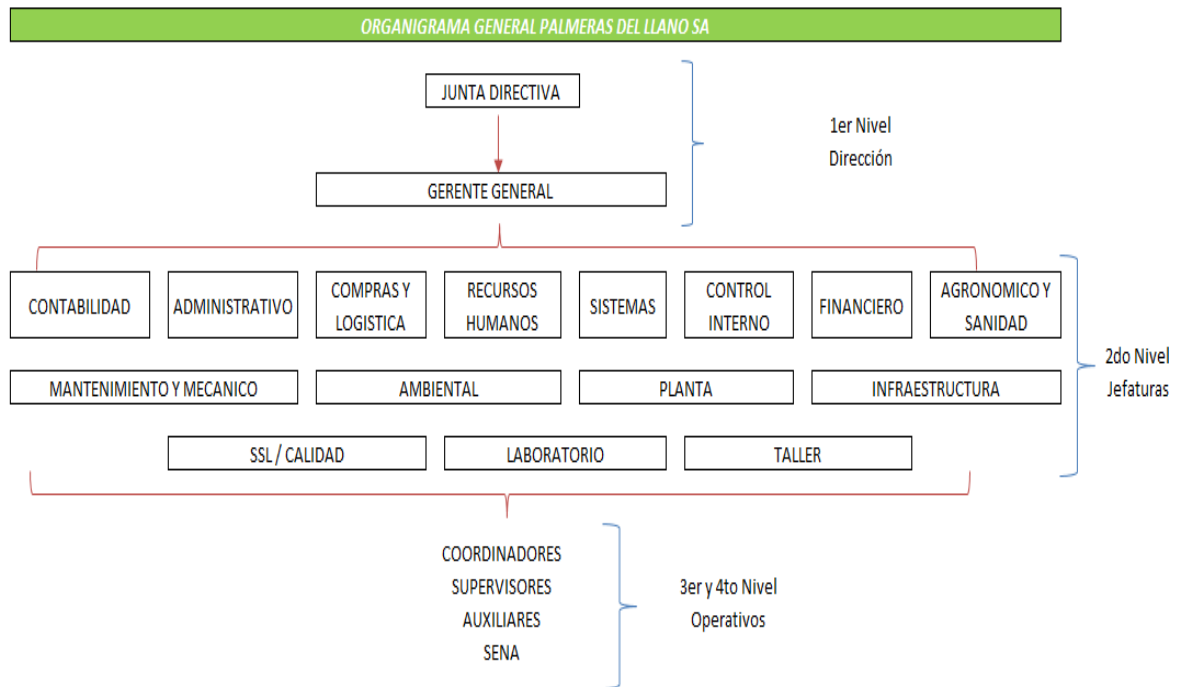 ORGANIGRAMA GENERAL PALMERAS DEL LLANO SA
JUNTA DIRECTIVA
1er Nivel
Dirección
GERENTE GENERAL
CONTABILIDAD
ADMINISTRATIVO
COMPRAS Y
LOGISTICA
RECURSOS
HUMANOS
SISTEMAS
CONTROL
INTERNO
FINANCIERO
AGRONOMICO Y
SANIDAD
MANTENIMIENTO Y MECANICO
AMBIENTAL
PLANTA
INFRAESTRUCTURA
2do Nivel
Jefaturas
SSL / CALIDAD
LABORATORIO
TALLER
COORDINADORES
SUPERVISORES
AUXILIARES
SENA
3er y 4to Nivel
Operativos